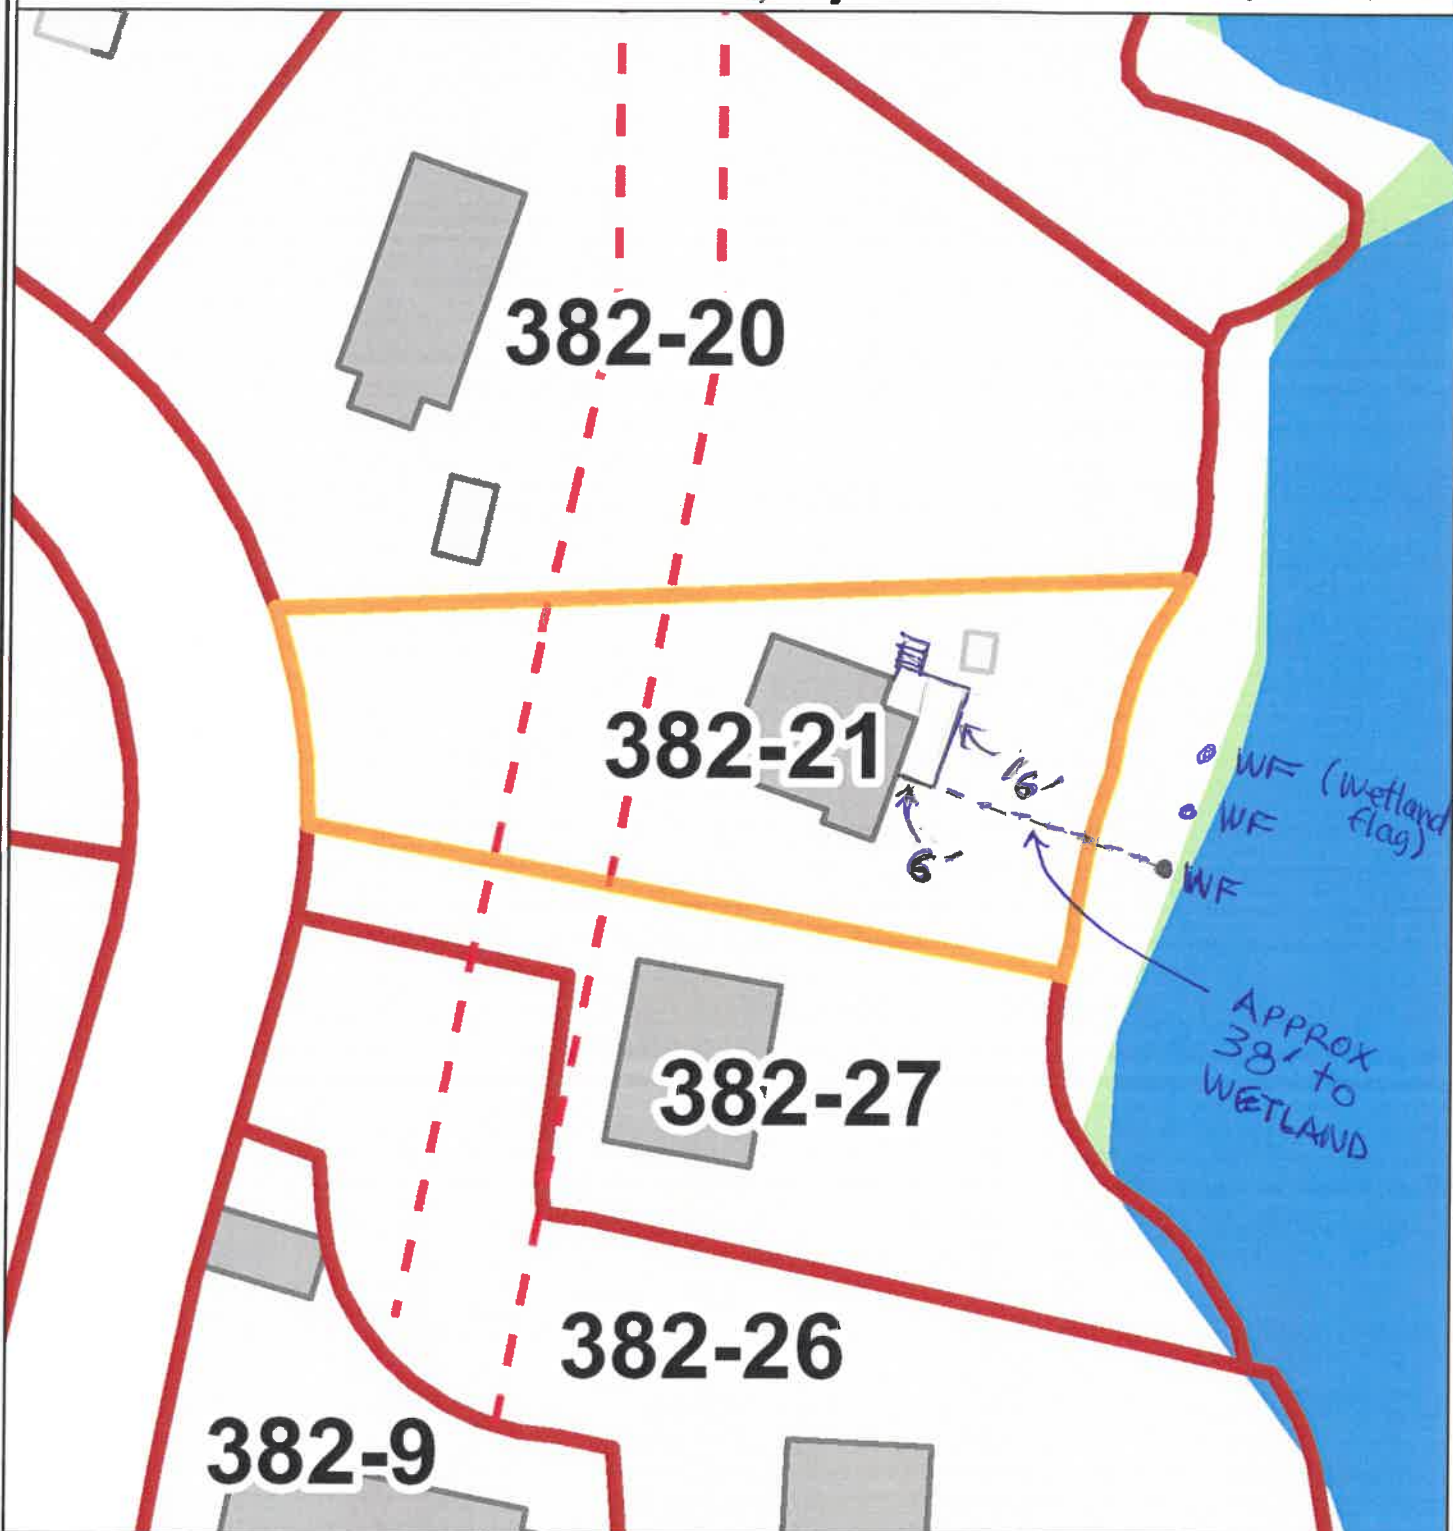 382-20
382-21
16'
6'
WF (Wetland
flag)
WF
WF
APPROX
38' to
WETLAND
382-27
382-26
382-9